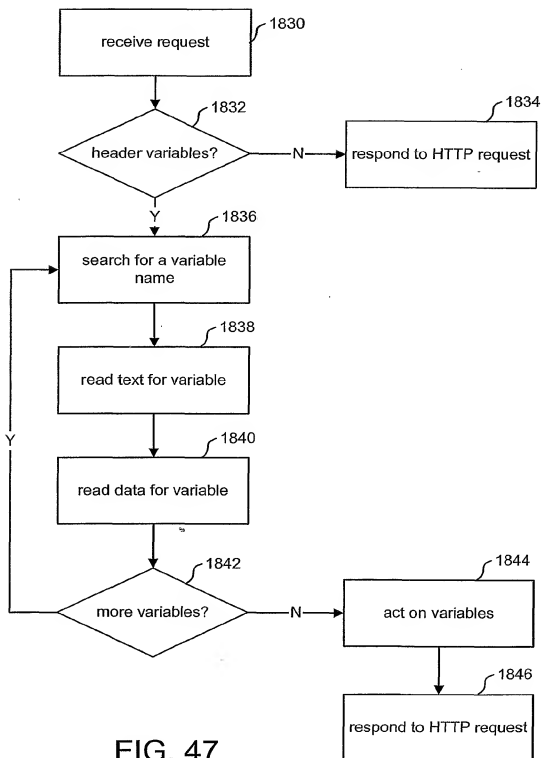 receive request
1830
header variables?
1832
N
respond to HTTP request
1834
Y
search for a variable
name
1836
read text for variable
1838
read data for variable
1840
Y
more variables?
1842
N
act on variables
1844
respond to HTTP request
1846
FIG. 47